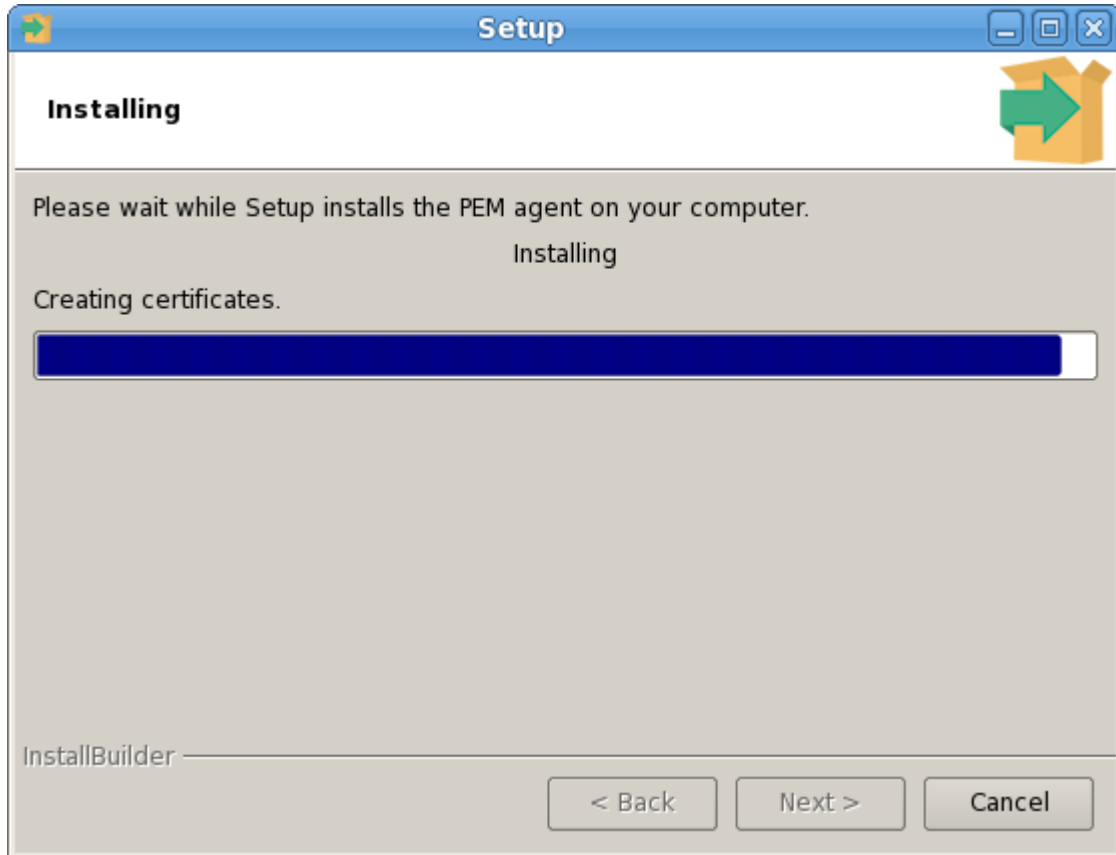 Setup
Installing
Please wait while Setup installs the PEM agent on your computer.
Installing
Creating certificates.
InstallBuilder
< Back
Next >
Cancel